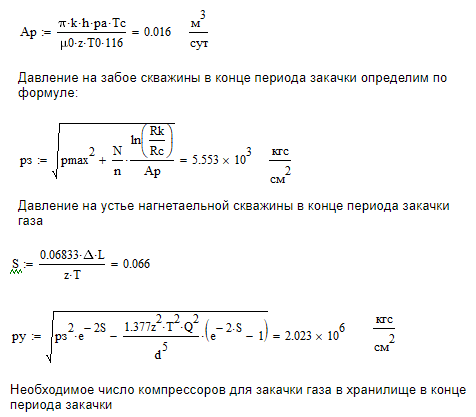 Ap := π·k·h·pa·Tc / μ0·z·T0·116 = 0.016 м³/сут
Давление на забое скважины в конце периода закачки определим по
формуле:
pз := √(pmax² + N/n · ln(Rk/Rc)/Ap) = 5.553 × 10³ кгс/см²
Давление на устье нагнетаельной скважины в конце периода закачки
газа
S := 0.06833·Δ·L / z·T = 0.066
pу := √(pз²·e^(−2S) − 1.377z²·T²·Q²/d⁵·(e^(−2·S) − 1)) = 2.023 × 10⁶ кгс/см²
Необходимое число компрессоров для закачки газа в хранилище в конце
периода закачки